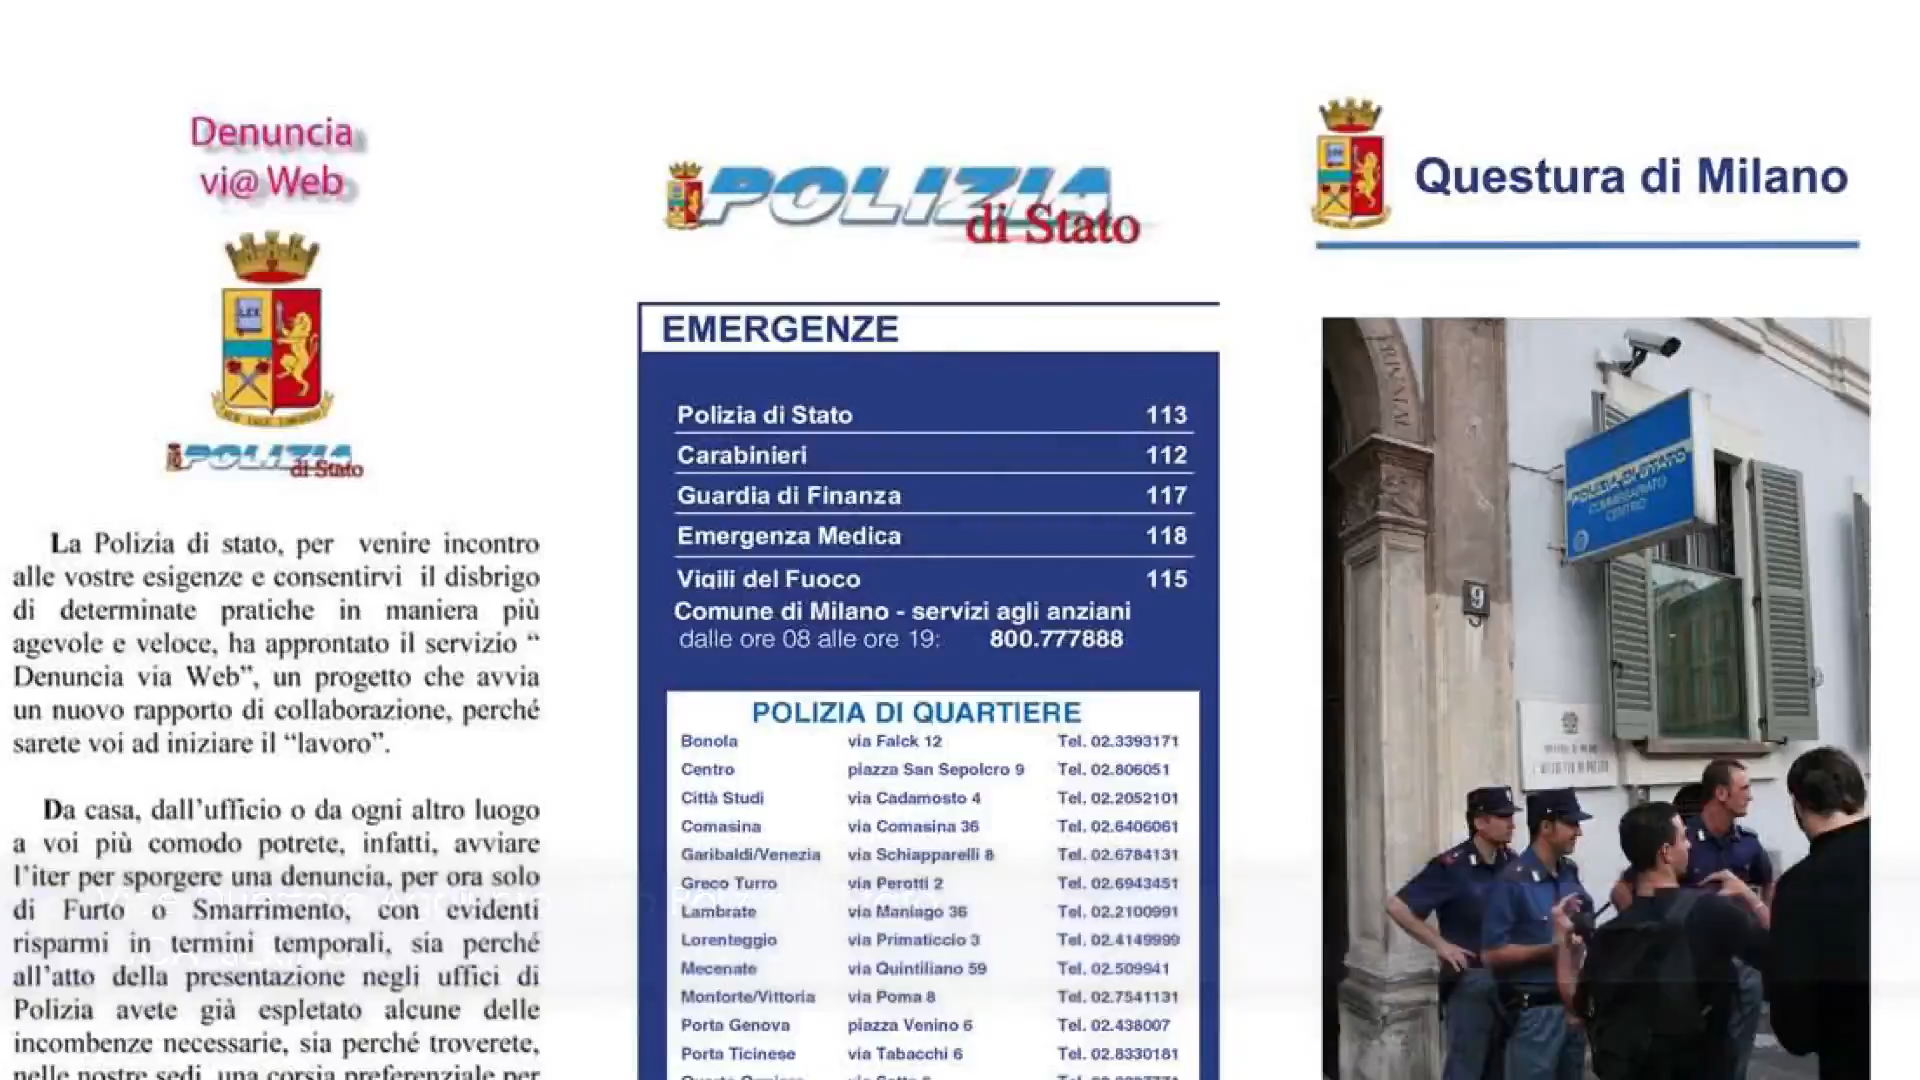 Denuncia
vi@ Web
POLIZIA
di Stato
La Polizia di stato, per venire incontro
alle vostre esigenze e consentirvi il disbrigo
di determinate pratiche in maniera più
agevole e veloce, ha approntato il servizio “
Denuncia via Web”, un progetto che avvia
un nuovo rapporto di collaborazione, perché
sarete voi ad iniziare il “lavoro”.
Da casa, dall’ufficio o da ogni altro luogo
a voi più comodo potrete, infatti, avviare
l’iter per sporgere una denuncia, per ora solo
di Furto o Smarrimento, con evidenti
risparmi in termini temporali, sia perché
all’atto della presentazione negli uffici di
Polizia avete già espletato alcune delle
incombenze necessarie, sia perché troverete,
nelle nostre sedi, una corsia preferenziale per
POLIZIA
di Stato
EMERGENZE
Polizia di Stato 113
Carabinieri 112
Guardia di Finanza 117
Emergenza Medica 118
Vigili del Fuoco 115
Comune di Milano - servizi agli anziani
dalle ore 08 alle ore 19: 800.777888
POLIZIA DI QUARTIERE
Bonola via Falck 12 Tel. 02.3393171
Centro piazza San Sepolcro 9 Tel. 02.806051
Città Studi via Cadamosto 4 Tel. 02.2052101
Comasina via Comasina 36 Tel. 02.6406061
Garibaldi/Venezia via Schiapparelli 8 Tel. 02.6784131
Greco Turro via Perotti 2 Tel. 02.6943451
Lambrate via Maniago 36 Tel. 02.2100991
Lorenteggio via Primaticcio 3 Tel. 02.4149999
Mecenate via Quintiliano 59 Tel. 02.509941
Monforte/Vittoria via Poma 8 Tel. 02.7541131
Porta Genova piazza Venino 6 Tel. 02.438007
Porta Ticinese via Tabacchi 6 Tel. 02.8330181
Questura di Milano
POLIZIA DI STATO
COMMISSARIATO
CENTRO
9